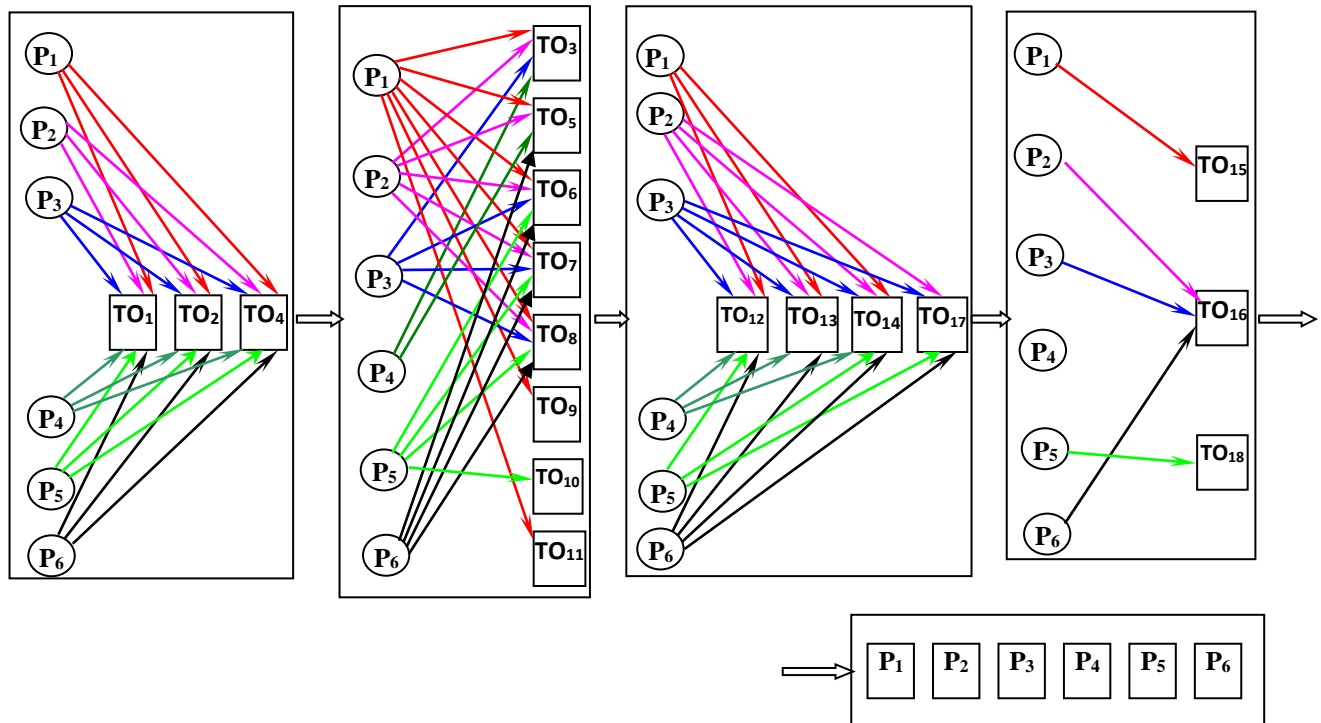 P1
P2
P3
TO1 TO2 TO4
P4
P5
P6
P1
P2
P3
P4
P5
P6
TO3
TO5
TO6
TO7
TO8
TO9
TO10
TO11
P1
P2
P3
TO12 TO13 TO14 TO17
P4
P5
P6
P1
P2
P3
P4
P5
P6
TO15
TO16
TO18
P1 P2 P3 P4 P5 P6